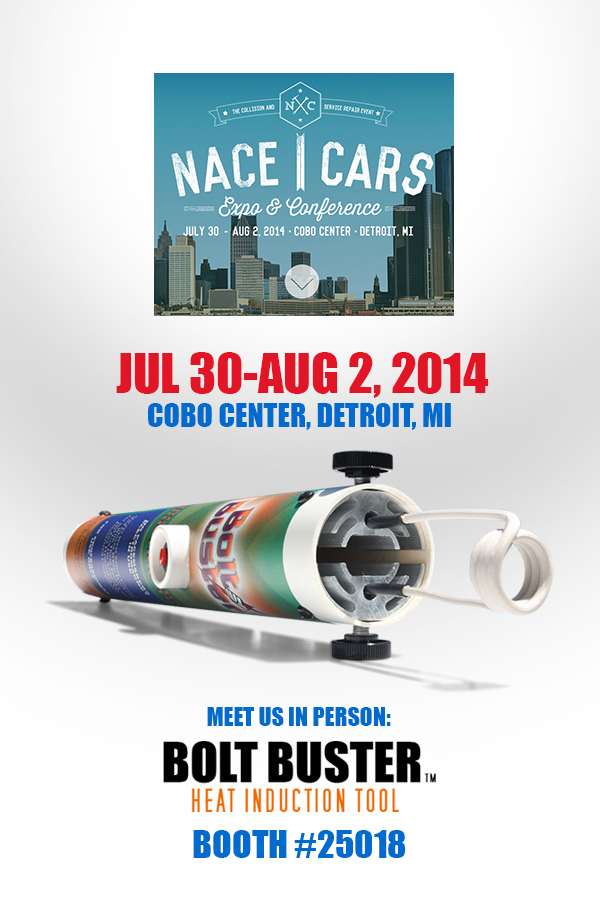 THE COLLISION AND
N X C
SERVICE REPAIR EVENT
NACE | CARS
Expo & Conference
JULY 30 - AUG 2, 2014 · COBO CENTER · DETROIT, MI
JUL 30-AUG 2, 2014
COBO CENTER, DETROIT, MI
Bolt
Buster
MEET US IN PERSON:
BOLT BUSTER™
HEAT INDUCTION TOOL
BOOTH #25018